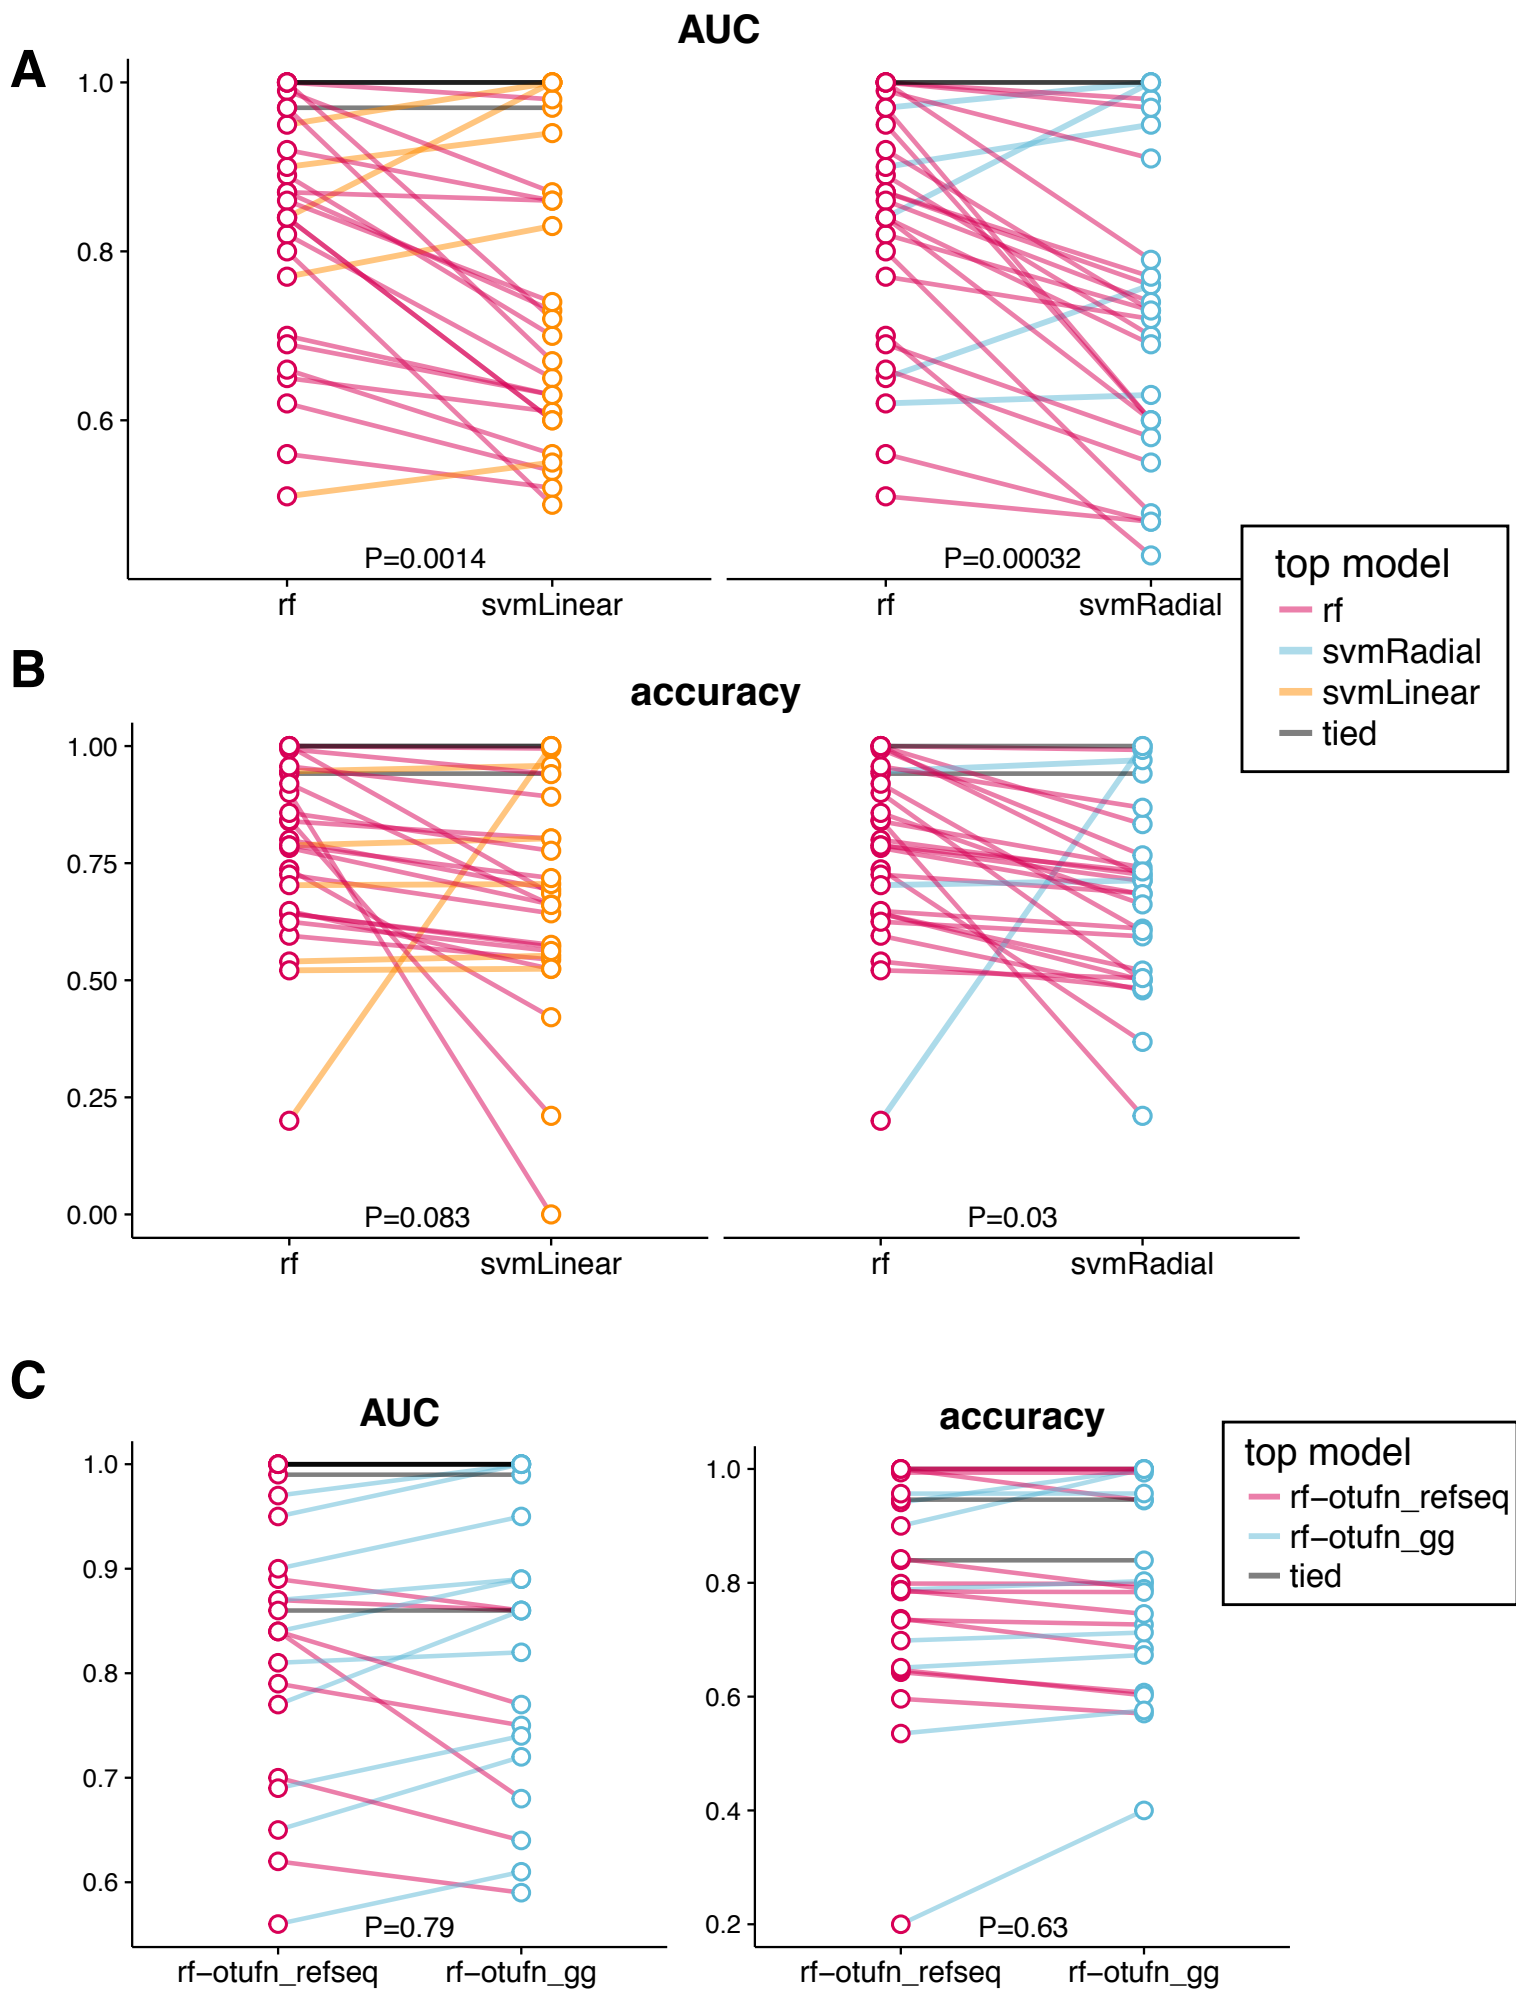 A
AUC
1.0
0.8
0.6
P=0.0014
P=0.00032
rf
svmLinear
rf
svmRadial
top model
rf
svmRadial
svmLinear
tied
B
accuracy
1.00
0.75
0.50
0.25
0.00
P=0.083
P=0.03
rf
svmLinear
rf
svmRadial
C
AUC
1.0
0.9
0.8
0.7
0.6
P=0.79
rf−otufn_refseq
rf−otufn_gg
accuracy
1.0
0.8
0.6
0.4
0.2
P=0.63
rf−otufn_refseq
rf−otufn_gg
top model
rf−otufn_refseq
rf−otufn_gg
tied